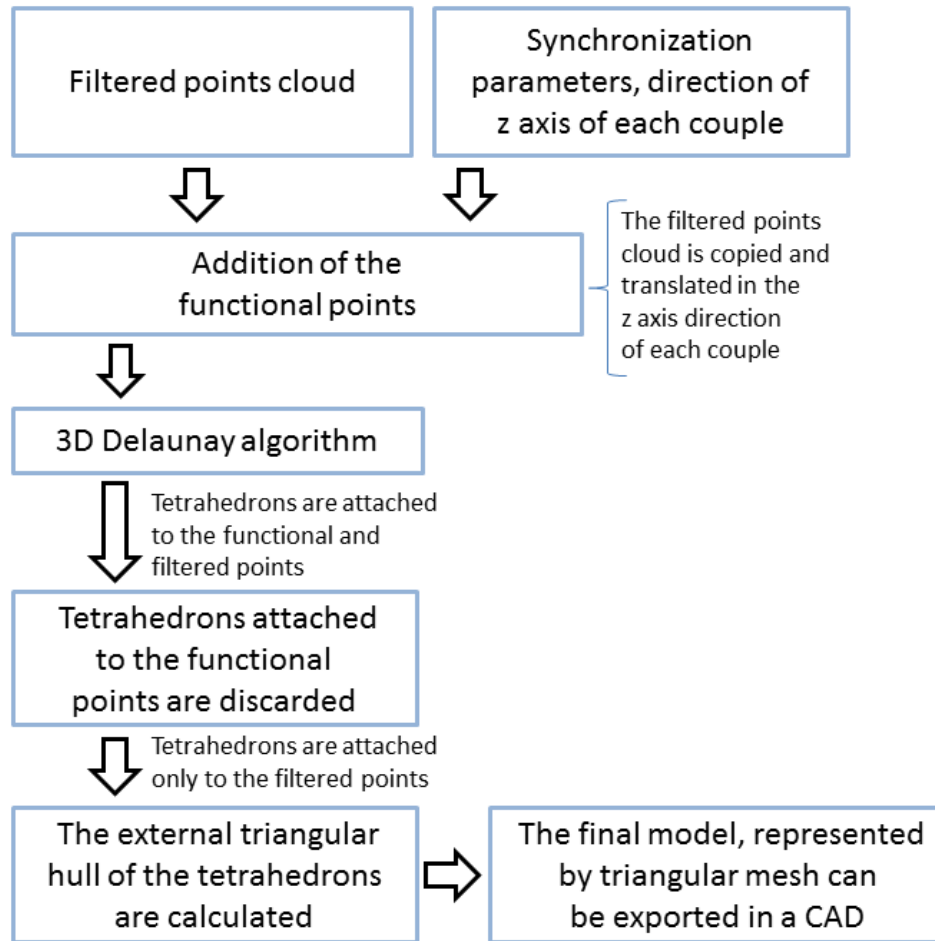 Filtered points cloud
Synchronization
parameters, direction of
z axis of each couple
Addition of the
functional points
The filtered points
cloud is copied and
translated in the
z axis direction
of each couple
3D Delaunay algorithm
Tetrahedrons are attached
to the functional and
filtered points
Tetrahedrons attached
to the functional
points are discarded
Tetrahedrons are attached
only to the filtered points
The external triangular
hull of the tetrahedrons
are calculated
The final model, represented
by triangular mesh can
be exported in a CAD